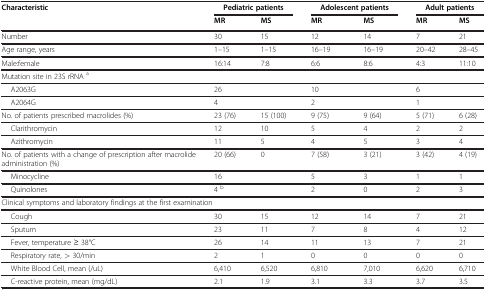 Characteristic Pediatric patients Adolescent patients Adult patients
MR MS MR MS MR MS
Number 30 15 12 14 7 21
Age range, years 1–15 1–15 16–19 16–19 20–42 28–45
Male:female 16:14 7:8 6:6 8:6 4:3 11:10
Mutation site in 23S rRNA a
A2063G 26 10 6
A2064G 4 2 1
No. of patients prescribed macrolides (%) 23 (76) 15 (100) 9 (75) 9 (64) 5 (71) 6 (28)
Clarithromycin 12 10 5 4 2 2
Azithromycin 11 5 4 5 3 4
No. of patients with a change of prescription after macrolide 20 (66) 0 7 (58) 3 (21) 3 (42) 4 (19)
administration (%)
Minocycline 16 5 3 1 1
Quinolones 4 b 2 0 2 3
Clinical symptoms and laboratory findings at the first examination
Cough 30 15 12 14 7 21
Sputum 23 11 7 8 4 12
Fever, temperature ≥ 38°C 26 14 11 13 7 21
Respiratory rate, > 30/min 2 1 0 0 0 0
White Blood Cell, mean (/uL) 6,410 6,520 6,810 7,010 6,620 6,710
C-reactive protein, mean (mg/dL) 2.1 1.9 3.1 3.3 3.7 3.5